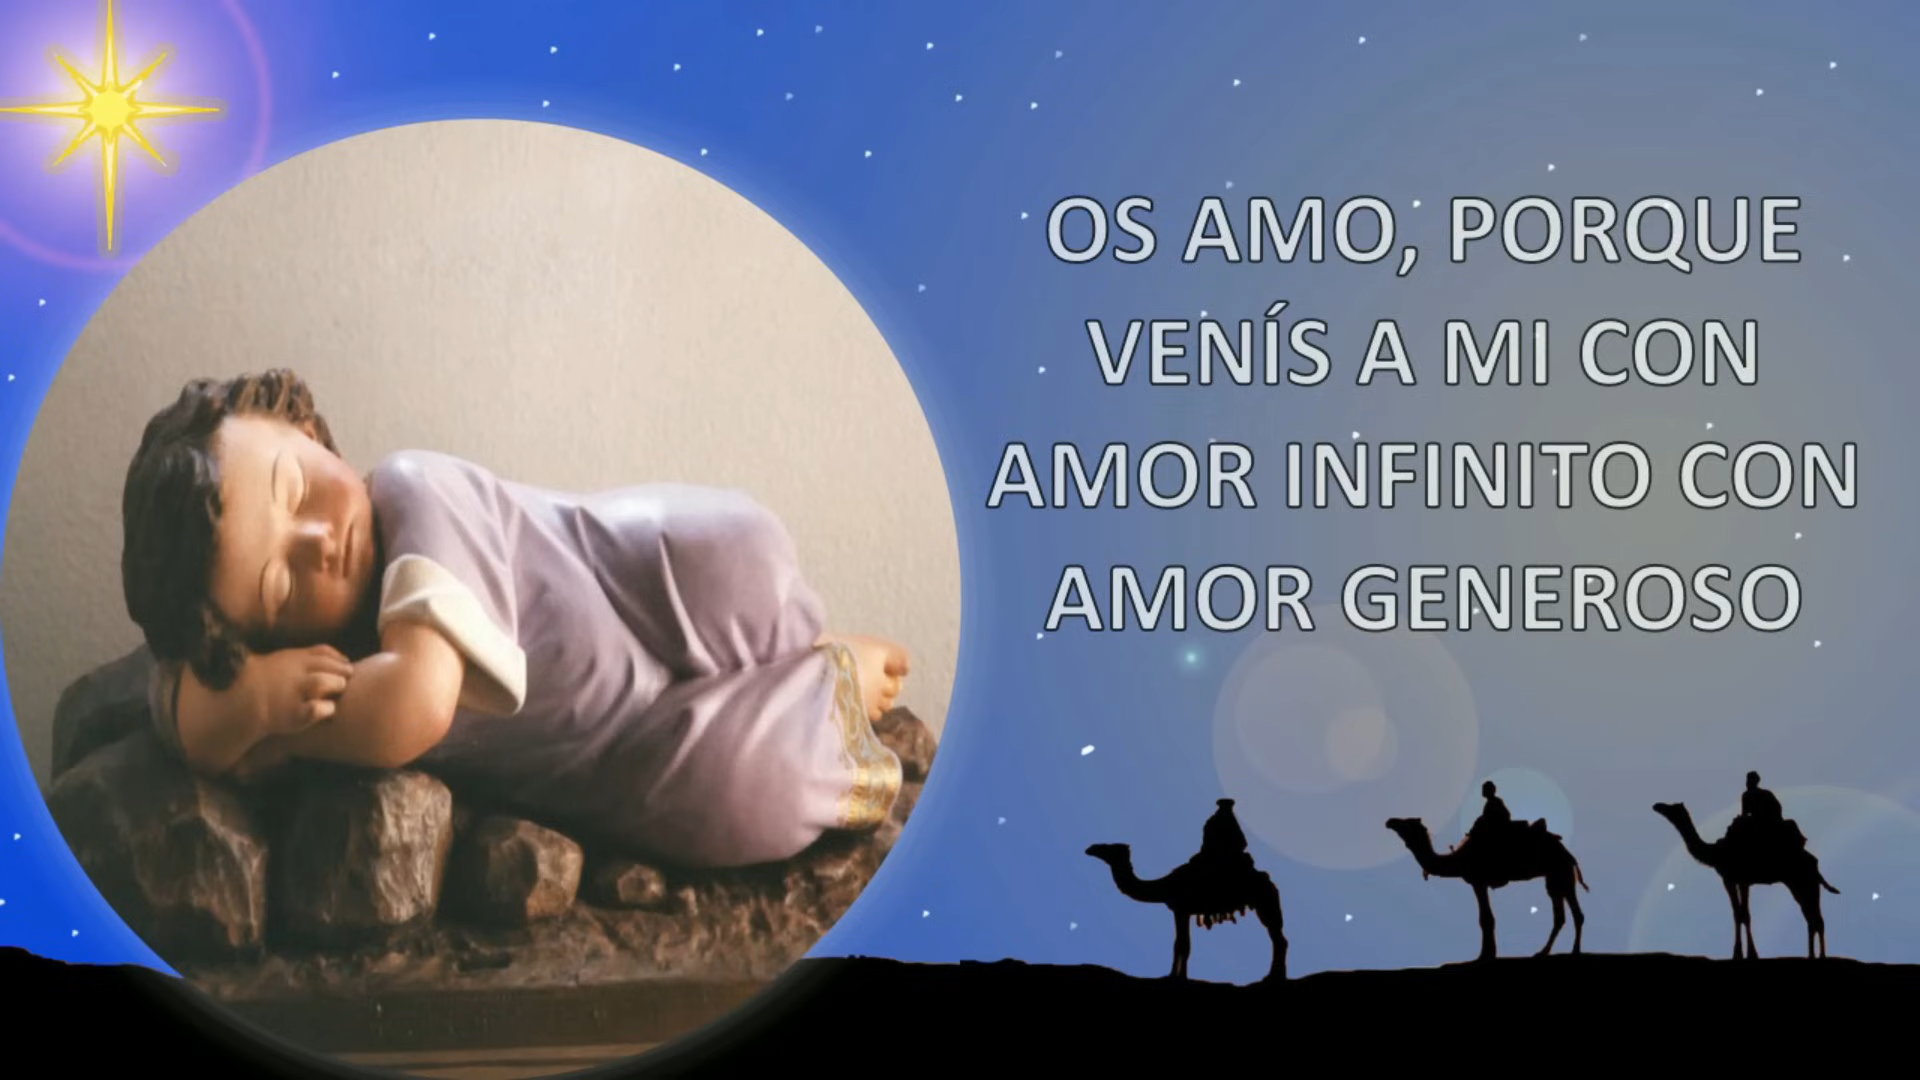 OS AMO, PORQUE
VENÍS A MI CON
AMOR INFINITO CON
AMOR GENEROSO